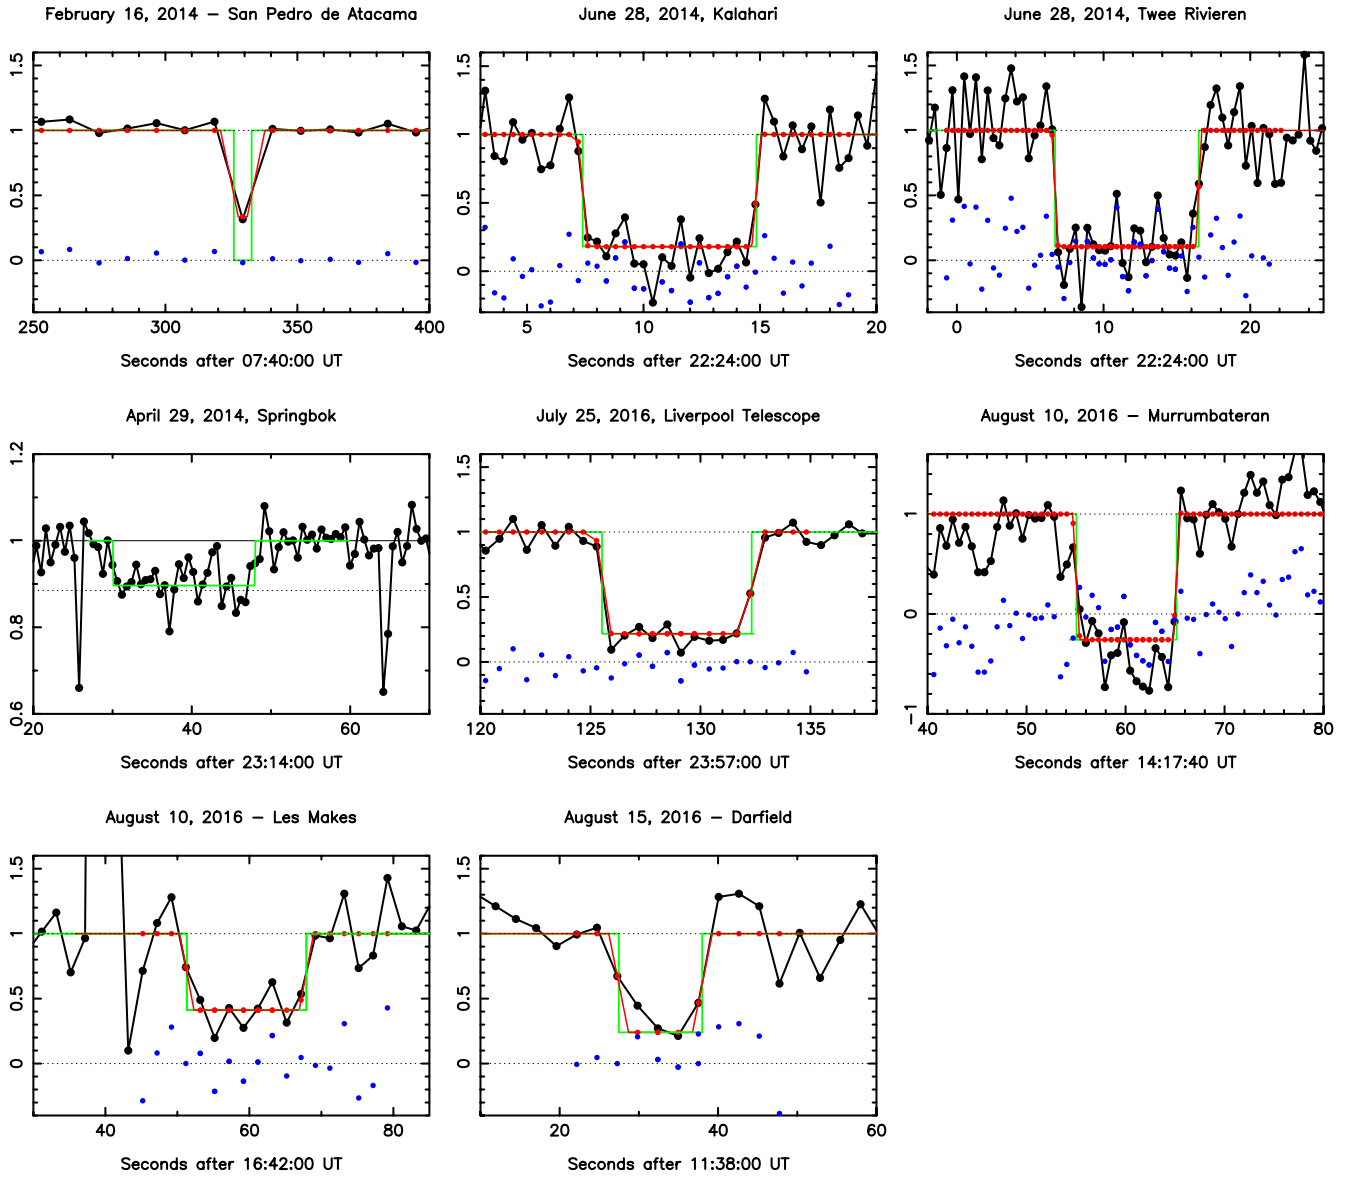 February 16, 2014 – San Pedro de Atacama
June 28, 2014, Kalahari
June 28, 2014, Twee Rivieren
1.5
1
0.5
0
250 300 350 400
1.5
1
0.5
0
5 10 15 20
1.5
1
0.5
0
0 10 20
Seconds after 07:40:00 UT
Seconds after 22:24:00 UT
Seconds after 22:24:00 UT
April 29, 2014, Springbok
July 25, 2016, Liverpool Telescope
August 10, 2016 – Murrumbateran
1.2
1
0.8
0.6
20 40 60
1.5
1
0.5
0
120 125 130 135
1
0
−1
40 50 60 70 80
Seconds after 23:14:00 UT
Seconds after 23:57:00 UT
Seconds after 14:17:40 UT
August 10, 2016 – Les Makes
August 15, 2016 – Darfield
1.5
1
0.5
0
40 60 80
1.5
1
0.5
0
20 40 60
Seconds after 16:42:00 UT
Seconds after 11:38:00 UT